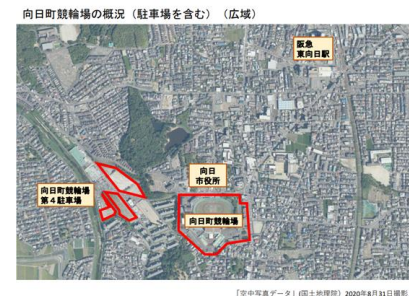 向日町競輪場の概況（駐車場を含む）（広域）
阪急
東向日駅
向日
市役所
向日町競輪場
第４駐車場
向日町競輪場
「空中写真データ」(国土地理院) 2020年8月31日撮影